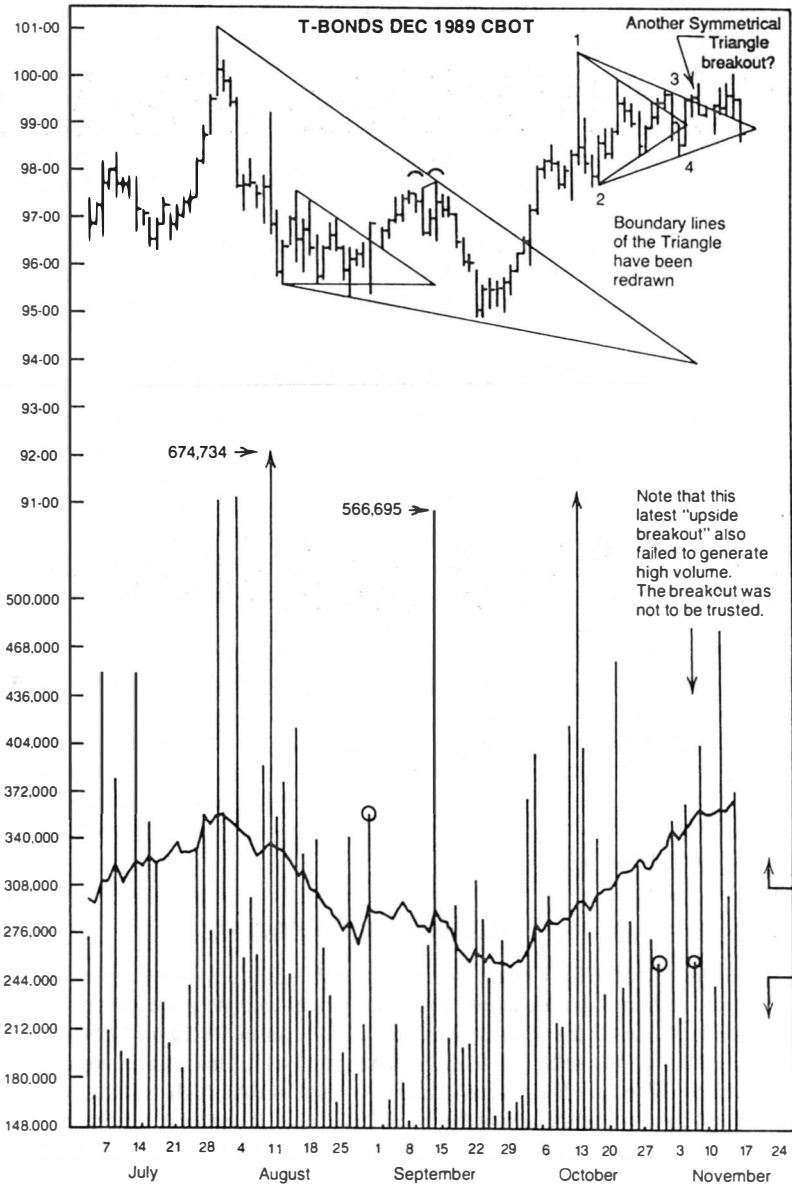 T-BONDS DEC 1989 CBOT
101-00
100-00
99-00
98-00
97-00
96-00
95-00
94-00
93-00
92-00
91-00
1
2
3
4
Another Symmetrical
Triangle
breakout?
Boundary lines
of the Triangle
have been
redrawn
674,734
566,695
Note that this
latest "upside
breakout" also
failed to generate
high volume.
The breakout was
not to be trusted.
500.000
468.000
436.000
404.000
372.000
340.000
308.000
276.000
244.000
212.000
180.000
148.000
7 14 21 28 4 11 18 25 1 8 15 22 29 6 13 20 27 3 10 17 24
July August September October November